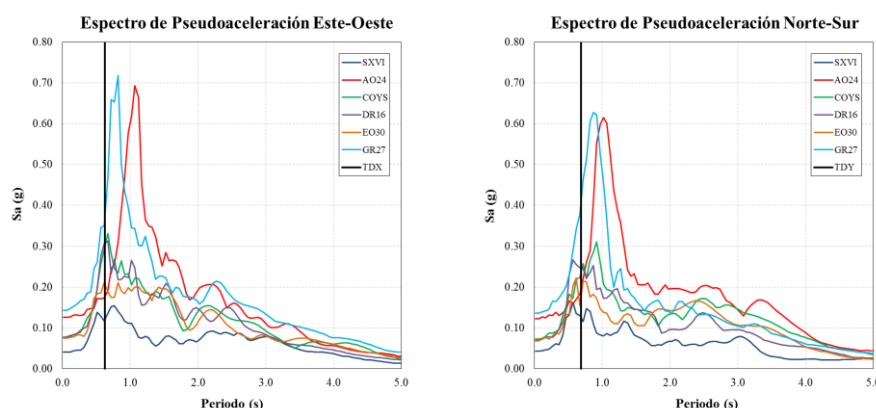 Espectro de Pseudoaceleración Este-Oeste
Sa (g)
0.80
0.70
0.60
0.50
0.40
0.30
0.20
0.10
0.00
0.0 1.0 2.0 3.0 4.0 5.0
Periodo (s)
SXVI
AO24
COYS
DR16
EO30
GR27
TDX
Espectro de Pseudoaceleración Norte-Sur
Sa (g)
0.80
0.70
0.60
0.50
0.40
0.30
0.20
0.10
0.00
0.0 1.0 2.0 3.0 4.0 5.0
Periodo (s)
SXVI
AO24
COYS
DR16
EO30
GR27
TDY